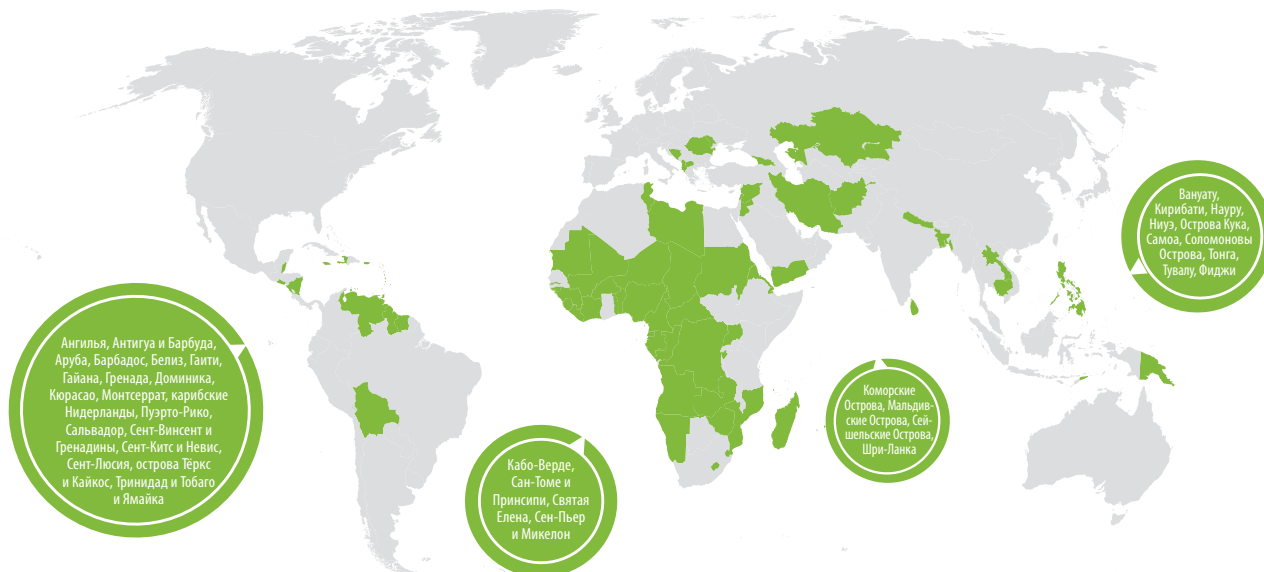 Ангилья, Антигуа и Барбуда,
Аруба, Барбадос, Белиз, Гаити,
Гайана, Гренада, Доминика,
Кюрасао, Монтсеррат, карибские
Нидерланды, Пуэрто-Рико,
Сальвадор, Сент-Винсент и
Гренадины, Сент-Китс и Невис,
Сент-Люсия, острова Тёркс
и Кайкос, Тринидад и Тобаго
и Ямайка
Кабо-Верде,
Сан-Томе и
Принсипи, Святая
Елена, Сен-Пьер
и Микелон
Коморские
Острова, Мальдив-
ские Острова, Сей-
шельские Острова,
Шри-Ланка
Вануату,
Кирибати, Науру,
Ниуэ, Острова Кука,
Самоа, Соломоновы
Острова, Тонга,
Тувалу, Фиджи